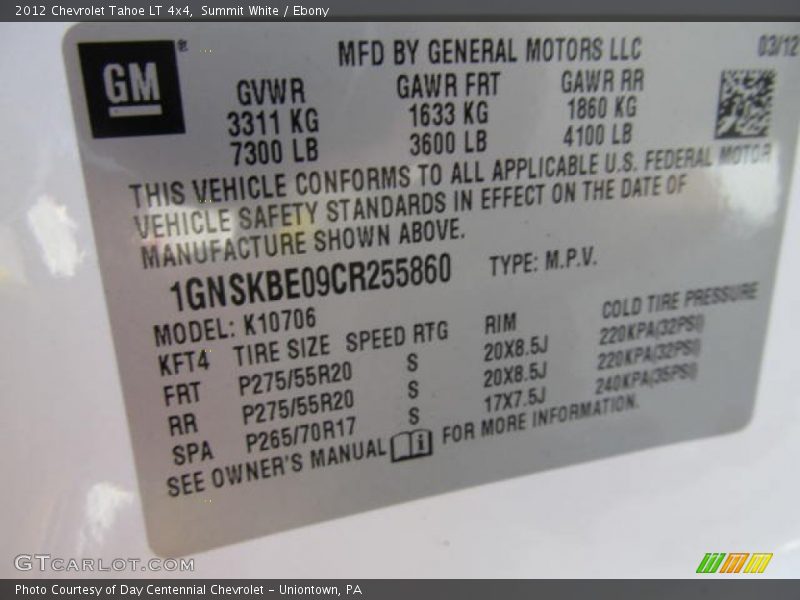 2012 Chevrolet Tahoe LT 4x4, Summit White / Ebony
GM®
MFD BY GENERAL MOTORS LLC 03/12
GVWR GAWR FRT GAWR RR
3311 KG 1633 KG 1860 KG
7300 LB 3600 LB 4100 LB
THIS VEHICLE CONFORMS TO ALL APPLICABLE U.S. FEDERAL MOTOR
VEHICLE SAFETY STANDARDS IN EFFECT ON THE DATE OF
MANUFACTURE SHOWN ABOVE.
1GNSKBE09CR255860 TYPE: M.P.V.
MODEL: K10706
KFT4 TIRE SIZE SPEED RTG RIM COLD TIRE PRESSURE
FRT P275/55R20 S 20X8.5J 220KPA(32PSI)
RR P275/55R20 S 20X8.5J 220KPA(32PSI)
SPA P265/70R17 S 17X7.5J 240KPA(35PSI)
SEE OWNER'S MANUAL i FOR MORE INFORMATION.
GTCARLOT.COM
Photo Courtesy of Day Centennial Chevrolet - Uniontown, PA